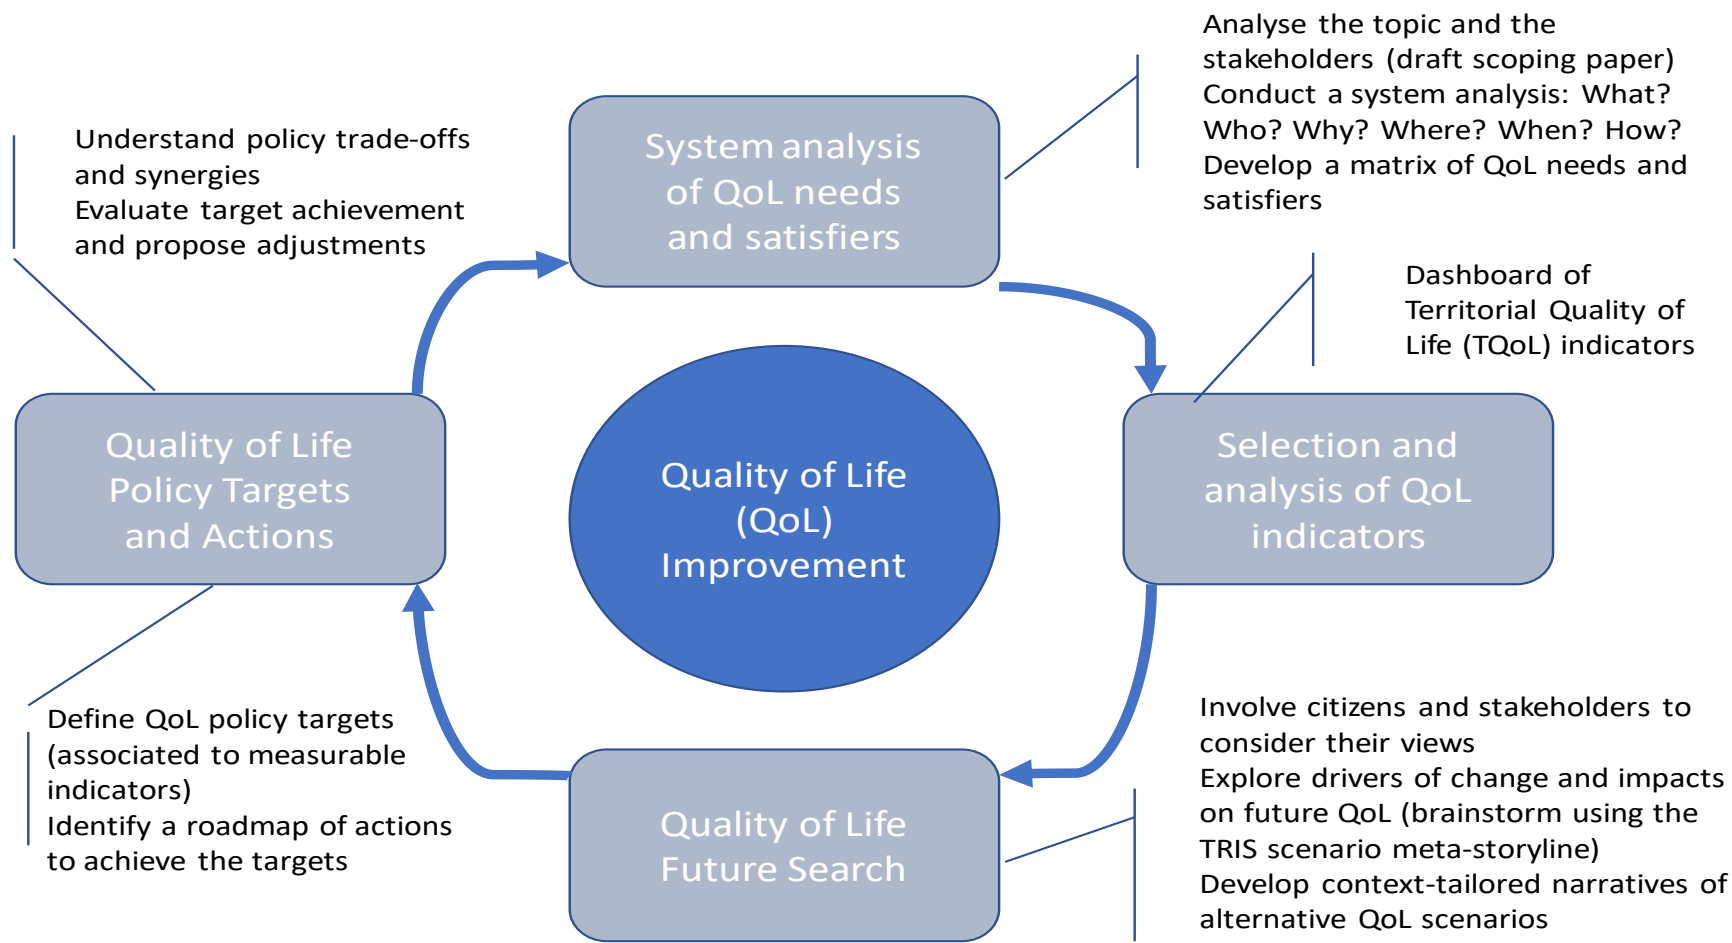 Analyse the topic and the
stakeholders (draft scoping paper)
Conduct a system analysis: What?
Who? Why? Where? When? How?
Develop a matrix of QoL needs and
satisfiers
System analysis
of QoL needs
and satisfiers
Understand policy trade-offs
and synergies
Evaluate target achievement
and propose adjustments
Dashboard of
Territorial Quality of
Life (TQoL) indicators
Quality of Life
Policy Targets
and Actions
Quality of Life
(QoL)
Improvement
Selection and
analysis of QoL
indicators
Define QoL policy targets
(associated to measurable
indicators)
Identify a roadmap of actions
to achieve the targets
Quality of Life
Future Search
Involve citizens and stakeholders to
consider their views
Explore drivers of change and impacts
on future QoL (brainstorm using the
TRIS scenario meta-storyline)
Develop context-tailored narratives of
alternative QoL scenarios